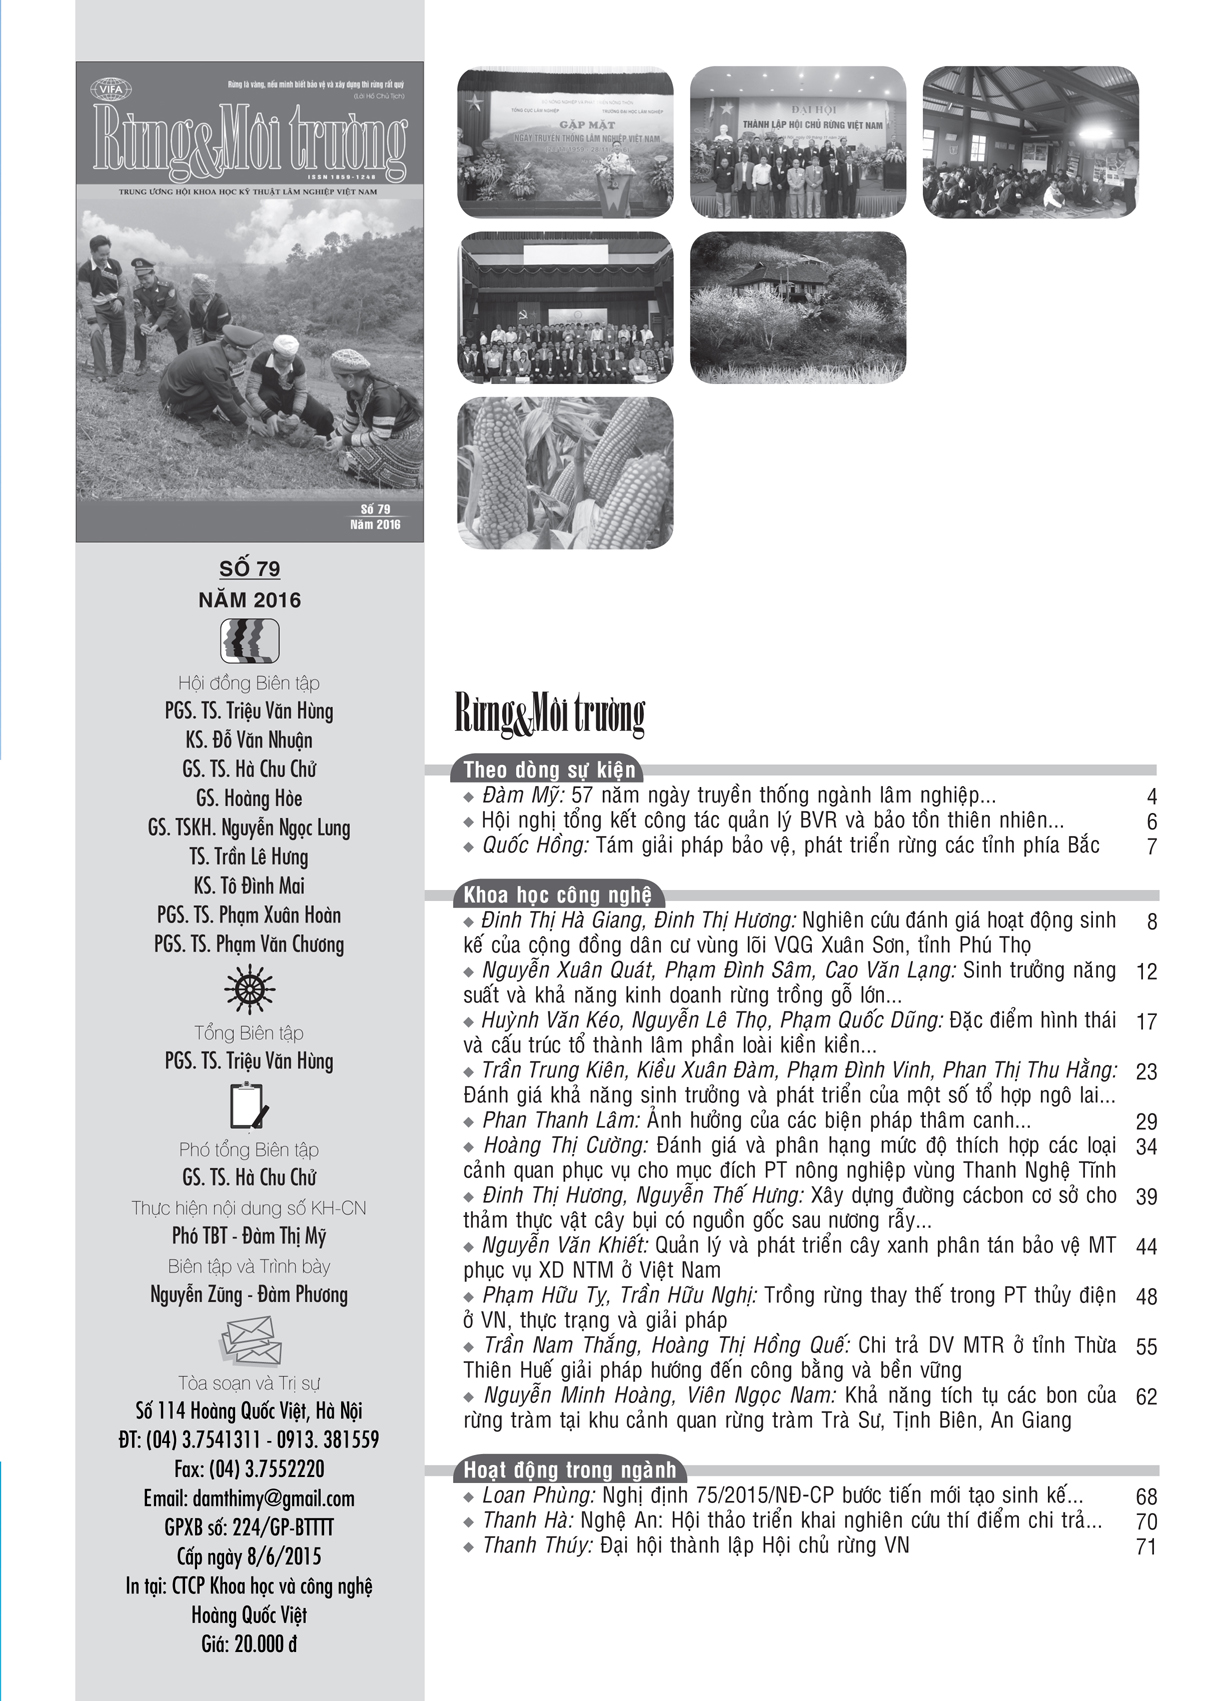 VIFA
Rừng là vàng, nếu mình biết bảo vệ và xây dựng thì rừng rất quý
(Lời Hồ Chủ Tịch)
Rừng&Môi trường
ISSN 1859-1248
TRUNG ƯƠNG HỘI KHOA HỌC KỸ THUẬT LÂM NGHIỆP VIỆT NAM
Số 79
Năm 2016
SỐ 79
NĂM 2016
Hội đồng Biên tập
PGS. TS. Triệu Văn Hùng
KS. Đỗ Văn Nhuận
GS. TS. Hà Chu Chử
GS. Hoàng Hòe
GS. TSKH. Nguyễn Ngọc Lung
TS. Trần Lê Hưng
KS. Tô Đình Mai
PGS. TS. Phạm Xuân Hoàn
PGS. TS. Phạm Văn Chương
Tổng Biên tập
PGS. TS. Triệu Văn Hùng
Phó tổng Biên tập
GS. TS. Hà Chu Chử
Thực hiện nội dung số KH-CN
Phó TBT - Đàm Thị Mỹ
Biên tập và Trình bày
Nguyễn Zũng - Đàm Phương
Tòa soạn và Trị sự
Số 114 Hoàng Quốc Việt, Hà Nội
ĐT: (04) 3.7541311 - 0913. 381559
Fax: (04) 3.7552220
Email: damthimy@gmail.com
GPXB số: 224/GP-BTTTT
Cấp ngày 8/6/2015
In tại: CTCP Khoa học và công nghệ
Hoàng Quốc Việt
Giá: 20.000 đ
TỔNG CỤC LÂM NGHIỆP TRƯỜNG ĐẠI HỌC LÂM NGHIỆP
GẶP MẶT
NGÀY TRUYỀN THỐNG LÂM NGHIỆP VIỆT NAM
ĐẠI HỘI
THÀNH LẬP HỘI CHỦ RỪNG VIỆT NAM
Rừng&Môi trường
Theo dòng sự kiện
◆ Đàm Mỹ: 57 năm ngày truyền thống ngành lâm nghiệp... 4
◆ Hội nghị tổng kết công tác quản lý BVR và bảo tồn thiên nhiên... 6
◆ Quốc Hồng: Tám giải pháp bảo vệ, phát triển rừng các tỉnh phía Bắc 7
Khoa học công nghệ
◆ Đinh Thị Hà Giang, Đinh Thị Hương: Nghiên cứu đánh giá hoạt động sinh 8
kế của cộng đồng dân cư vùng lõi VQG Xuân Sơn, tỉnh Phú Thọ
◆ Nguyễn Xuân Quát, Phạm Đình Sâm, Cao Văn Lạng: Sinh trưởng năng 12
suất và khả năng kinh doanh rừng trồng gỗ lớn...
◆ Huỳnh Văn Kéo, Nguyễn Lê Thọ, Phạm Quốc Dũng: Đặc điểm hình thái 17
và cấu trúc tổ thành lâm phần loài kiền kiền...
◆ Trần Trung Kiên, Kiều Xuân Đàm, Phạm Đình Vinh, Phan Thị Thu Hằng: 23
Đánh giá khả năng sinh trưởng và phát triển của một số tổ hợp ngô lai...
◆ Phan Thanh Lâm: Ảnh hưởng của các biện pháp thâm canh... 29
◆ Hoàng Thị Cường: Đánh giá và phân hạng mức độ thích hợp các loại 34
cảnh quan phục vụ cho mục đích PT nông nghiệp vùng Thanh Nghệ Tĩnh
◆ Đinh Thị Hương, Nguyễn Thế Hưng: Xây dựng đường cácbon cơ sở cho 39
thảm thực vật cây bụi có nguồn gốc sau nương rẫy...
◆ Nguyễn Văn Khiết: Quản lý và phát triển cây xanh phân tán bảo vệ MT 44
phục vụ XD NTM ở Việt Nam
◆ Phạm Hữu Tỵ, Trần Hữu Nghị: Trồng rừng thay thế trong PT thủy điện 48
ở VN, thực trạng và giải pháp
◆ Trần Nam Thắng, Hoàng Thị Hồng Quế: Chi trả DV MTR ở tỉnh Thừa 55
Thiên Huế giải pháp hướng đến công bằng và bền vững
◆ Nguyễn Minh Hoàng, Viên Ngọc Nam: Khả năng tích tụ các bon của 62
rừng tràm tại khu cảnh quan rừng tràm Trà Sư, Tịnh Biên, An Giang
Hoạt động trong ngành
◆ Loan Phùng: Nghị định 75/2015/NĐ-CP bước tiến mới tạo sinh kế... 68
◆ Thanh Hà: Nghệ An: Hội thảo triển khai nghiên cứu thí điểm chi trả... 70
◆ Thanh Thúy: Đại hội thành lập Hội chủ rừng VN 71